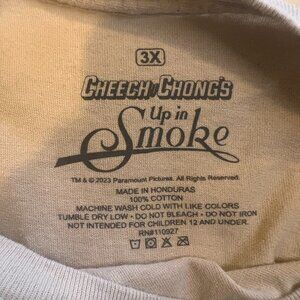 3X
CHEECH & CHONG'S
Up in
Smoke
TM & © 2023 Paramount Pictures. All Rights Reserved.
MADE IN HONDURAS
100% COTTON
MACHINE WASH COLD WITH LIKE COLORS
TUMBLE DRY LOW • DO NOT BLEACH • DO NOT IRON
NOT INTENDED FOR CHILDREN 12 AND UNDER.
RN#110927